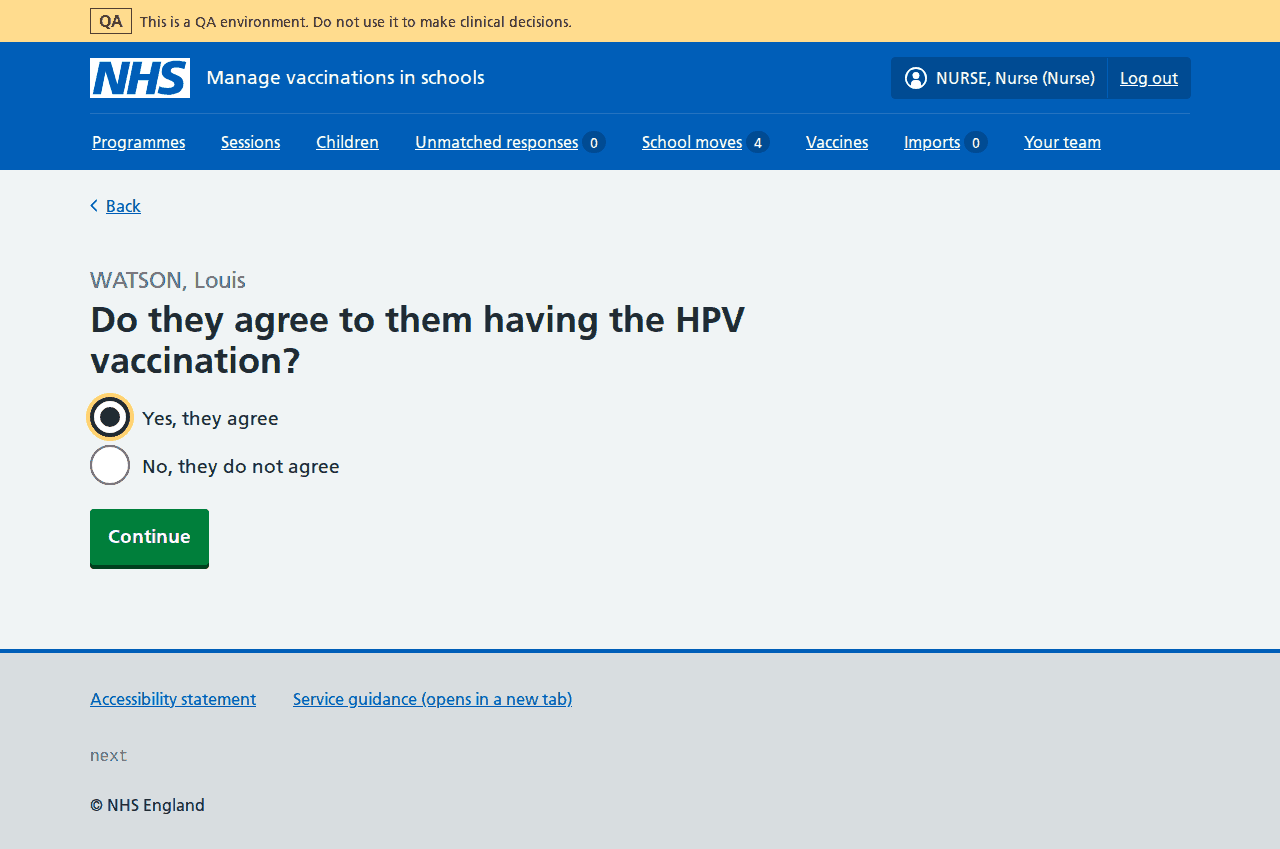 QA This is a QA environment. Do not use it to make clinical decisions.
NHS Manage vaccinations in schools NURSE, Nurse (Nurse) Log out
Programmes Sessions Children Unmatched responses 0 School moves 4 Vaccines Imports 0 Your team
Back
WATSON, Louis
Do they agree to them having the HPV
vaccination?
Yes, they agree
No, they do not agree
Continue
Accessibility statement Service guidance (opens in a new tab)
next
© NHS England